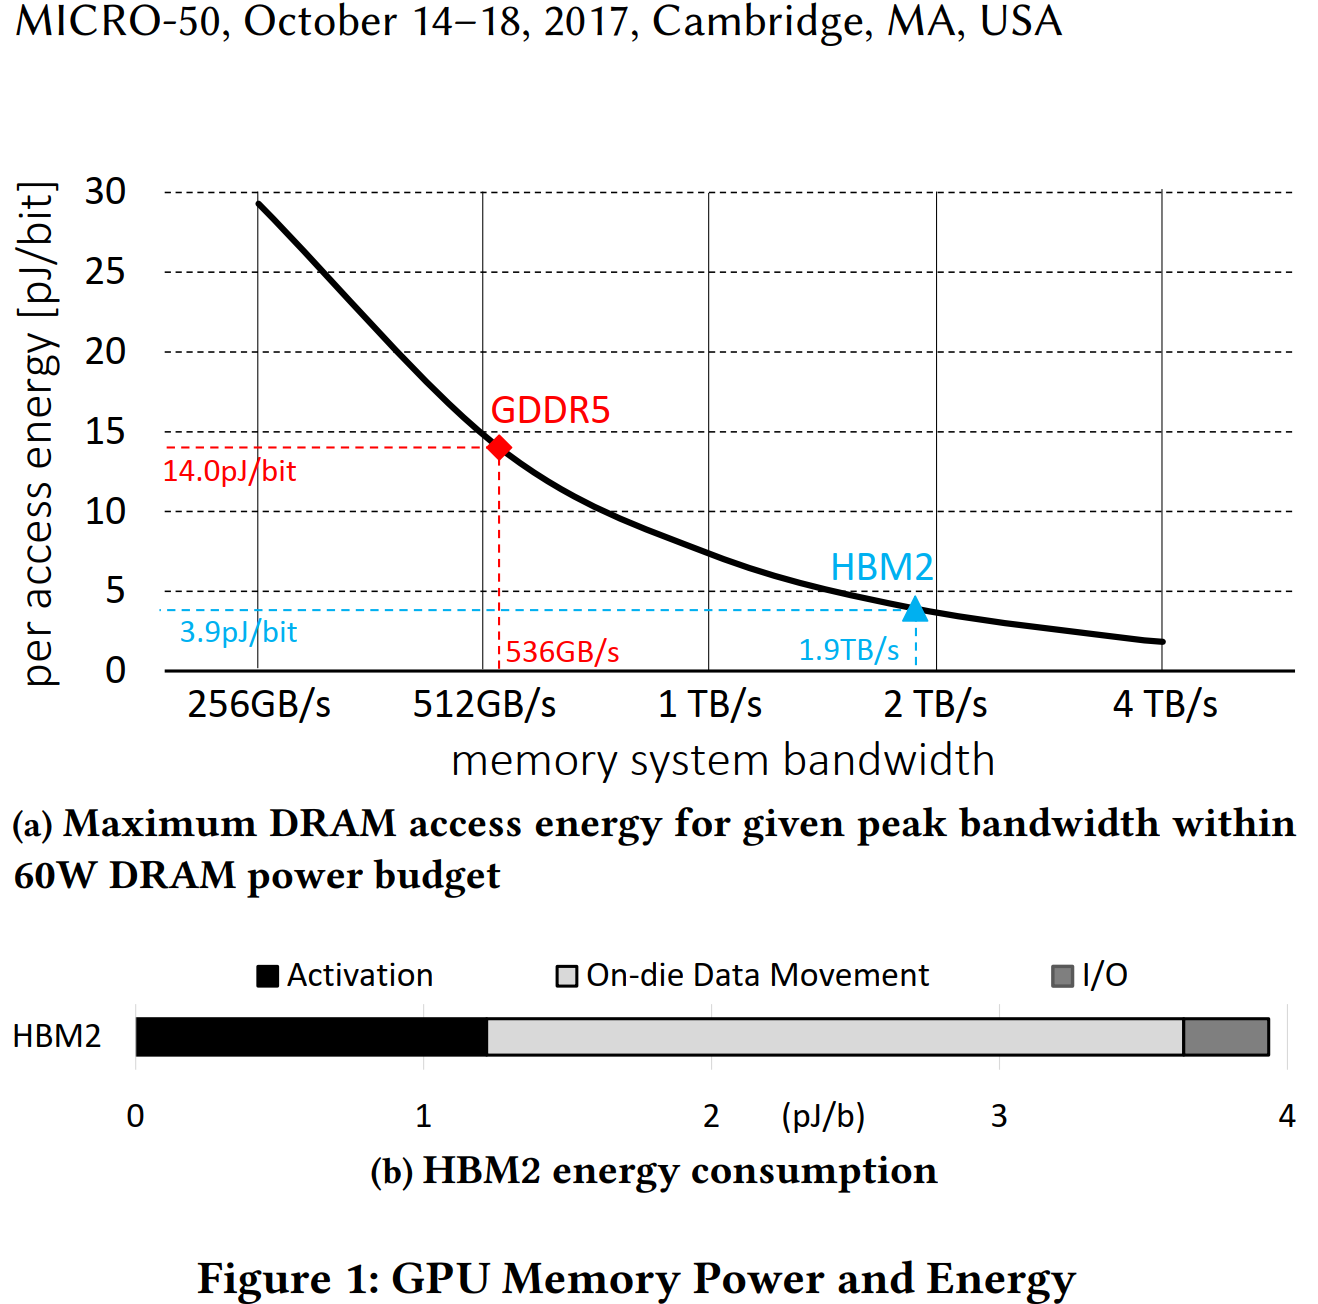 MICRO-50, October 14–18, 2017, Cambridge, MA, USA
per access energy [pJ/bit]
30
25
20
15
10
5
0
GDDR5
14.0pJ/bit
HBM2
3.9pJ/bit
536GB/s
1.9TB/s
256GB/s 512GB/s 1 TB/s 2 TB/s 4 TB/s
memory system bandwidth
(a) Maximum DRAM access energy for given peak bandwidth within
60W DRAM power budget
Activation On-die Data Movement I/O
HBM2
0 1 2 (pJ/b) 3 4
(b) HBM2 energy consumption
Figure 1: GPU Memory Power and Energy